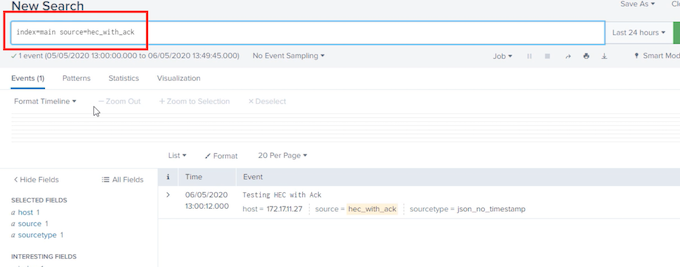 New Search
Save As ▾ Clo
index=main source=hec_with_ack
Last 24 hours ▾
✓ 1 event (05/05/2020 13:00:00.000 to 06/05/2020 13:49:45.000) No Event Sampling ▾ Job ▾ Smart Mod
Events (1) Patterns Statistics Visualization
Format Timeline ▾ — Zoom Out + Zoom to Selection × Deselect
List ▾ Format 20 Per Page ▾
< Hide Fields All Fields
i Time Event
SELECTED FIELDS
a host 1
a source 1
a sourcetype 1
INTERESTING FIELDS
> 06/05/2020 13:00:12.000
Testing HEC with Ack
host = 172.17.11.27 source = hec_with_ack sourcetype = json_no_timestamp